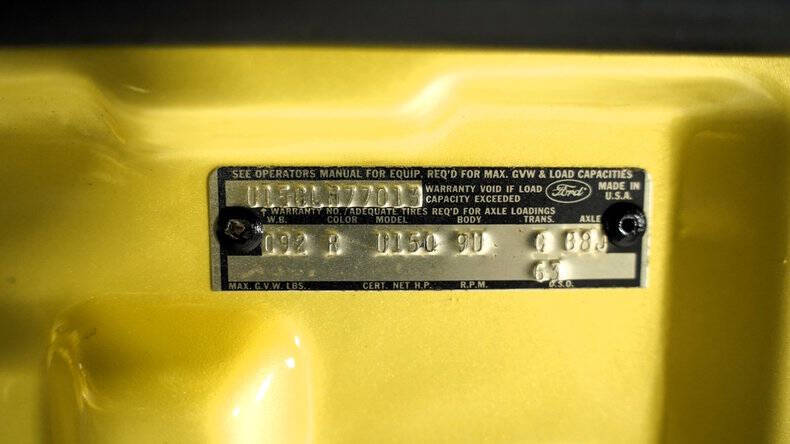 SEE OPERATORS MANUAL FOR EQUIP. REQ'D FOR MAX. GVW & LOAD CAPACITIES
WARRANTY VOID IF LOAD
CAPACITY EXCEEDED
Ford
MADE IN
U.S.A.
WARRANTY NO./ADEQUATE TIRES REQ'D FOR AXLE LOADINGS
W.B. COLOR MODEL BODY TRANS. AXLE
092 R U150 9U G
63
MAX. G.V.W. LBS. CERT. NET H.P. R.P.M. D.S.O.